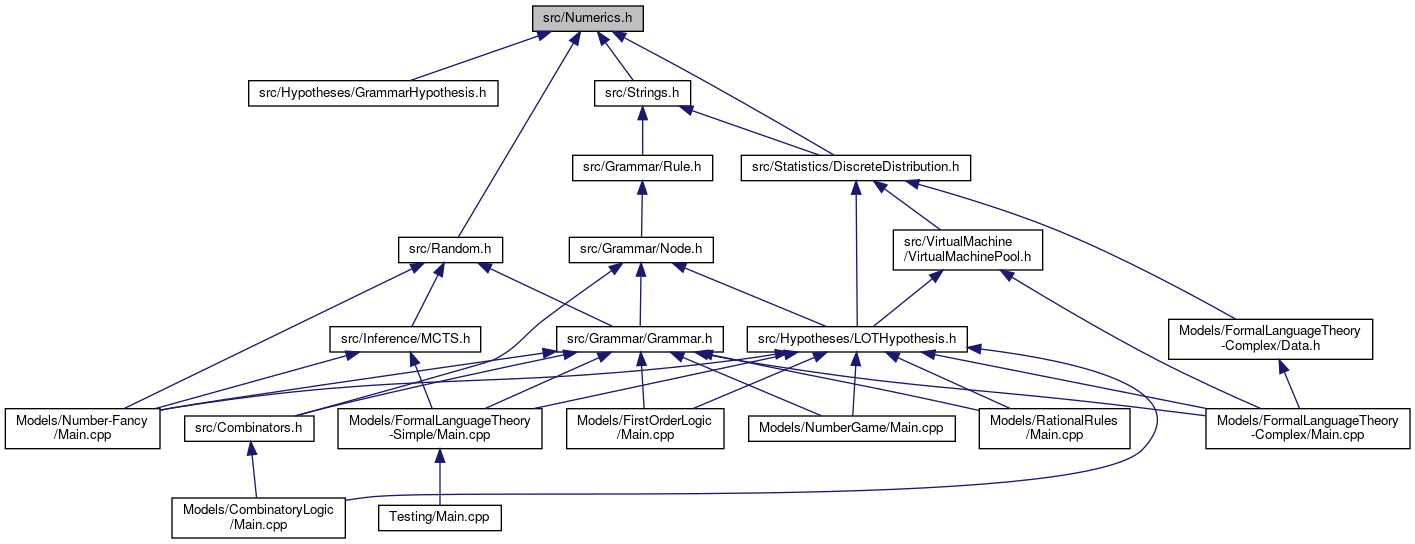 src/Numerics.h
src/Hypotheses/GrammarHypothesis.h
src/Strings.h
src/Grammar/Rule.h
src/Statistics/DiscreteDistribution.h
src/Random.h
src/Grammar/Node.h
src/VirtualMachine
/VirtualMachinePool.h
src/Inference/MCTS.h
src/Grammar/Grammar.h
src/Hypotheses/LOTHypothesis.h
Models/FormalLanguageTheory
-Complex/Data.h
Models/Number-Fancy
/Main.cpp
src/Combinators.h
Models/FormalLanguageTheory
-Simple/Main.cpp
Models/FirstOrderLogic
/Main.cpp
Models/NumberGame/Main.cpp
Models/RationalRules
/Main.cpp
Models/FormalLanguageTheory
-Complex/Main.cpp
Models/CombinatoryLogic
/Main.cpp
Testing/Main.cpp